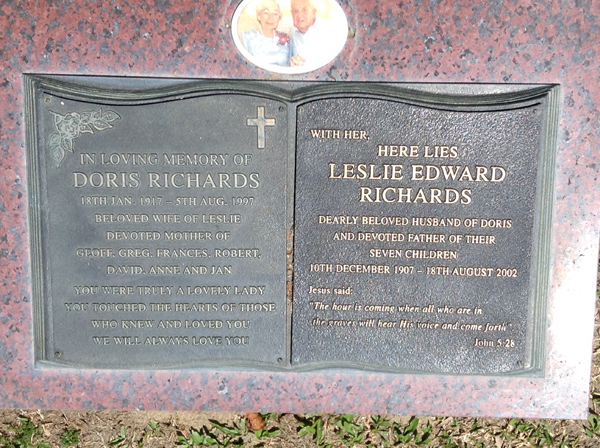 IN LOVING MEMORY OF
DORIS RICHARDS
18TH JAN. 1917 – 5TH AUG. 1997
BELOVED WIFE OF LESLIE
DEVOTED MOTHER OF
GEOFF, GREG, FRANCES, ROBERT,
DAVID, ANNE AND JAN
YOU WERE TRULY A LOVELY LADY
YOU TOUCHED THE HEARTS OF THOSE
WHO KNEW AND LOVED YOU
WE WILL ALWAYS LOVE YOU
WITH HER,
HERE LIES
LESLIE EDWARD
RICHARDS
DEARLY BELOVED HUSBAND OF DORIS
AND DEVOTED FATHER OF THEIR
SEVEN CHILDREN
10TH DECEMBER 1907 – 18TH AUGUST 2002
Jesus said:
"The hour is coming when all who are in
the graves will hear His voice and come forth"
John 5:28